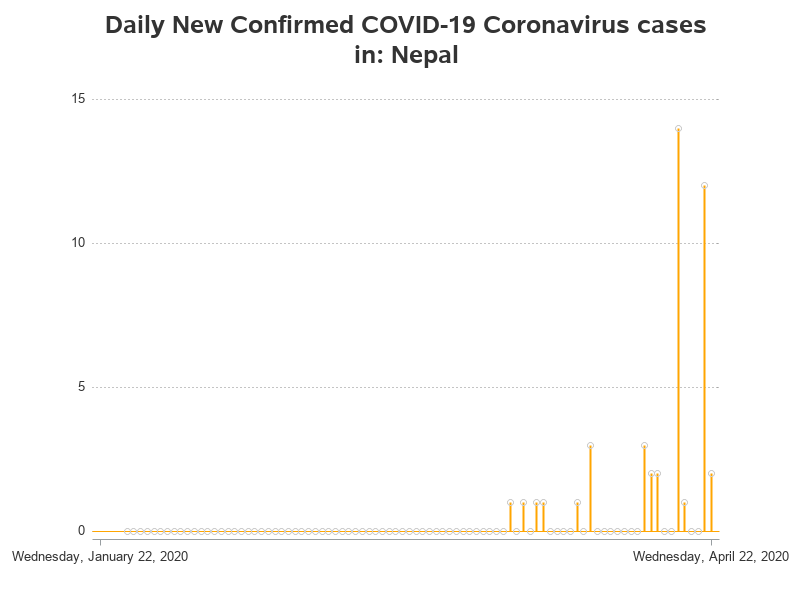 Daily New Confirmed COVID-19 Coronavirus cases
in: Nepal
15
10
5
0
Wednesday, January 22, 2020
Wednesday, April 22, 2020